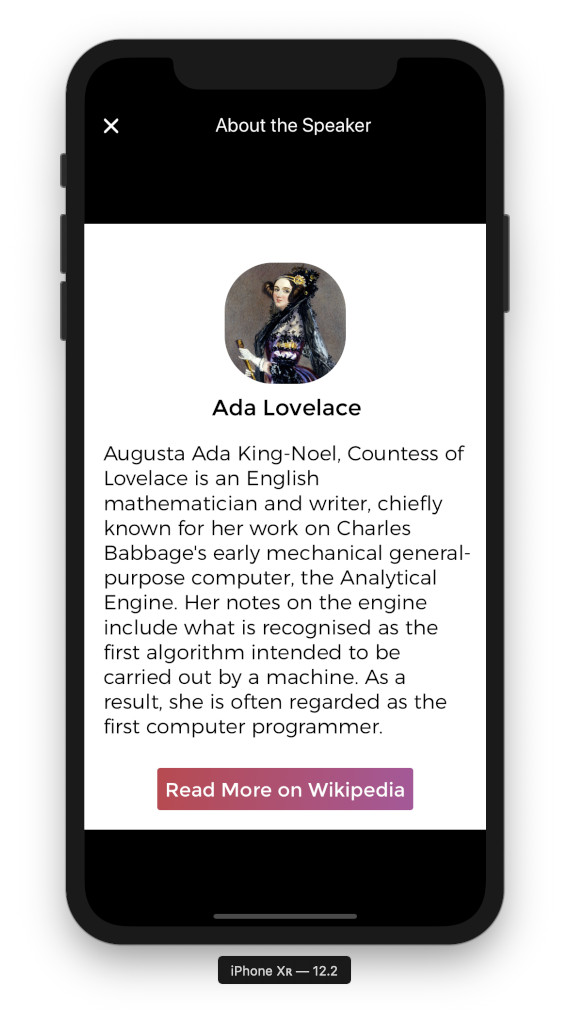 About the Speaker
Ada Lovelace
Augusta Ada King-Noel, Countess of
Lovelace is an English
mathematician and writer, chiefly
known for her work on Charles
Babbage's early mechanical general-
purpose computer, the Analytical
Engine. Her notes on the engine
include what is recognised as the
first algorithm intended to be
carried out by a machine. As a
result, she is often regarded as the
first computer programmer.
Read More on Wikipedia
iPhone Xʀ — 12.2